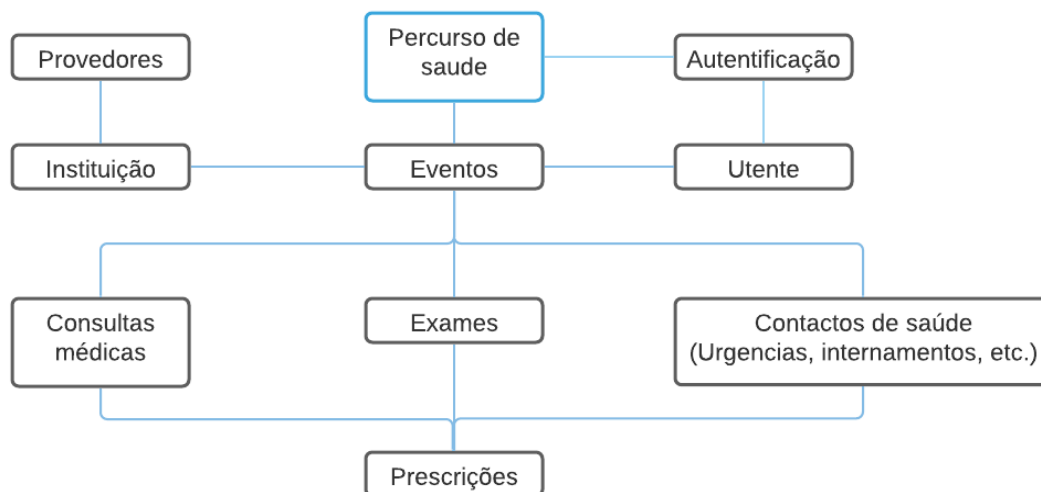 Percurso de
saude
Provedores
Autentificação
Instituição
Eventos
Utente
Consultas
médicas
Exames
Contactos de saúde
(Urgencias, internamentos, etc.)
Prescrições